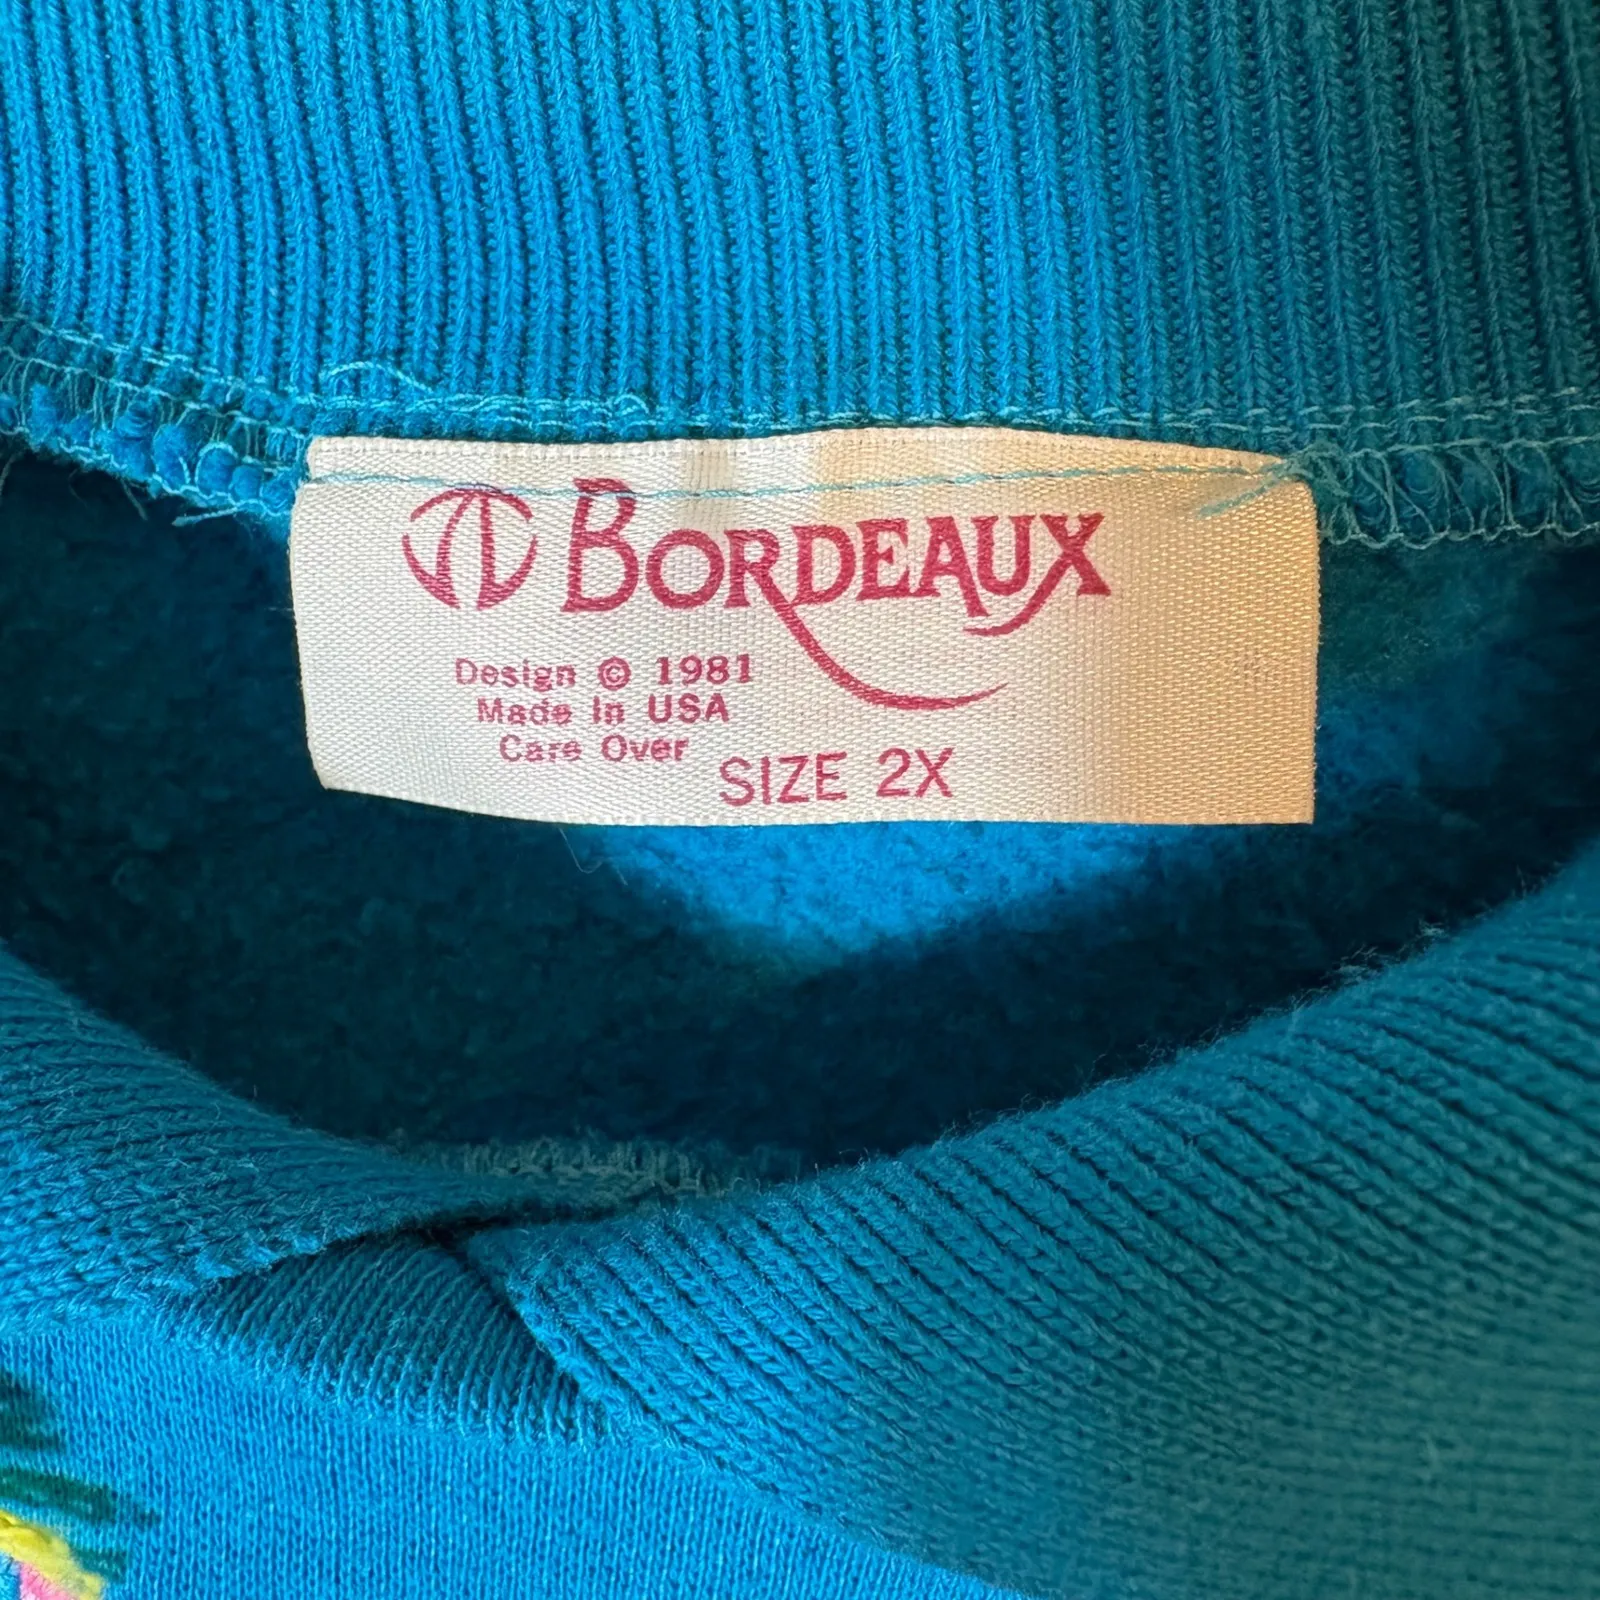 BORDEAUX
Design © 1981
Made in USA
Care Over
SIZE 2X